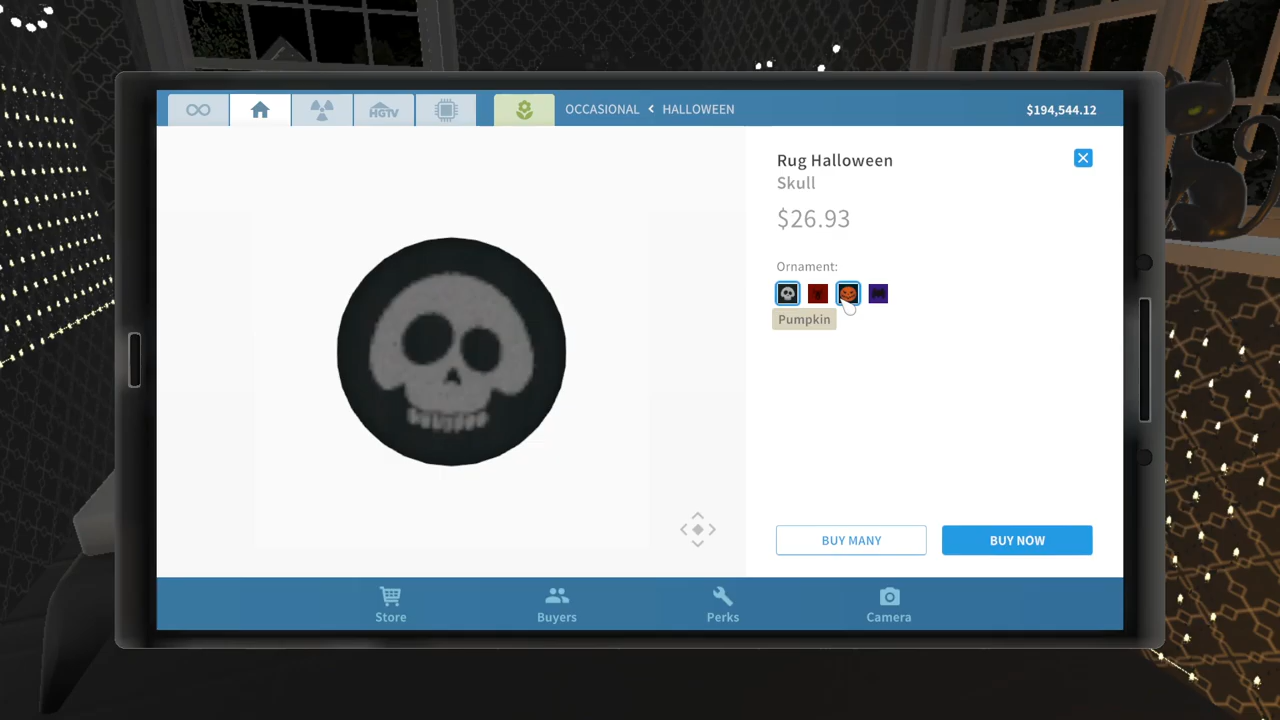 HGTV
OCCASIONAL < HALLOWEEN
$194,544.12
Rug Halloween
Skull
$26.93
Ornament:
Pumpkin
BUY MANY
BUY NOW
Store
Buyers
Perks
Camera